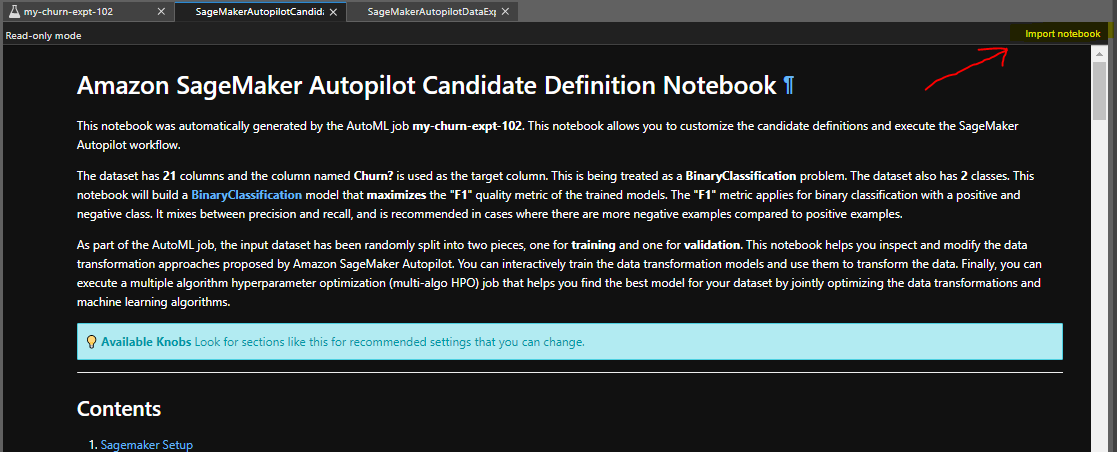 my-churn-expt-102
SageMakerAutopilotCandida
SageMakerAutopilotDataExp
Read-only mode
Import notebook
Amazon SageMaker Autopilot Candidate Definition Notebook ¶
This notebook was automatically generated by the AutoML job my-churn-expt-102. This notebook allows you to customize the candidate definitions and execute the SageMaker
Autopilot workflow.
The dataset has 21 columns and the column named Churn? is used as the target column. This is being treated as a BinaryClassification problem. The dataset also has 2 classes. This
notebook will build a BinaryClassification model that maximizes the "F1" quality metric of the trained models. The "F1" metric applies for binary classification with a positive and
negative class. It mixes between precision and recall, and is recommended in cases where there are more negative examples compared to positive examples.
As part of the AutoML job, the input dataset has been randomly split into two pieces, one for training and one for validation. This notebook helps you inspect and modify the data
transformation approaches proposed by Amazon SageMaker Autopilot. You can interactively train the data transformation models and use them to transform the data. Finally, you can
execute a multiple algorithm hyperparameter optimization (multi-algo HPO) job that helps you find the best model for your dataset by jointly optimizing the data transformations and
machine learning algorithms.
Available Knobs Look for sections like this for recommended settings that you can change.
Contents
1. Sagemaker Setup